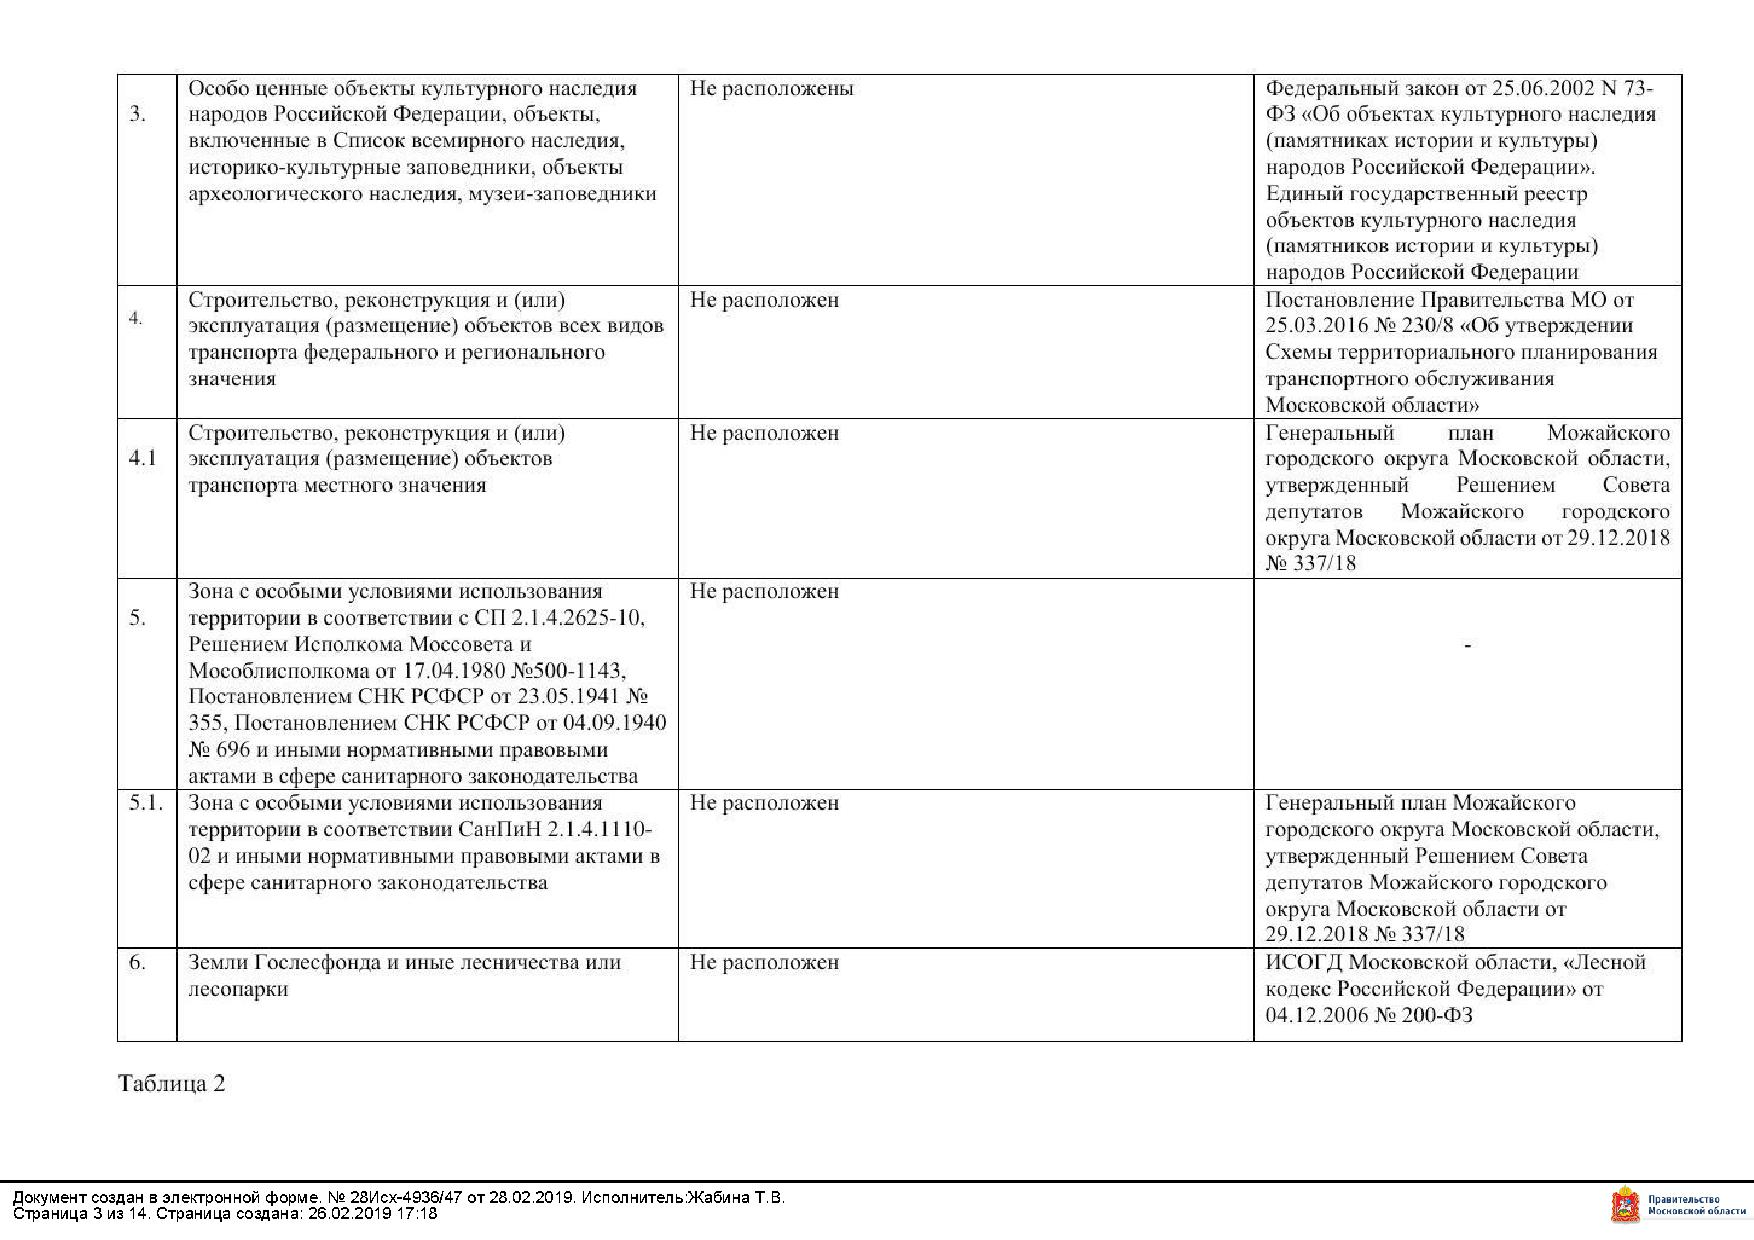 3.
Особо ценные объекты культурного наследия
народов Российской Федерации, объекты,
включенные в Список всемирного наследия,
историко-культурные заповедники, объекты
археологического наследия, музеи-заповедники
Не расположены
Федеральный закон от 25.06.2002 N 73-
ФЗ «Об объектах культурного наследия
(памятниках истории и культуры)
народов Российской Федерации».
Единый государственный реестр
объектов культурного наследия
(памятников истории и культуры)
народов Российской Федерации
4.
Строительство, реконструкция и (или)
эксплуатация (размещение) объектов всех видов
транспорта федерального и регионального
значения
Не расположен
Постановление Правительства МО от
25.03.2016 № 230/8 «Об утверждении
Схемы территориального планирования
транспортного обслуживания
Московской области»
4.1
Строительство, реконструкция и (или)
эксплуатация (размещение) объектов
транспорта местного значения
Не расположен
Генеральный план Можайского
городского округа Московской области,
утвержденный Решением Совета
депутатов Можайского городского
округа Московской области от 29.12.2018
№ 337/18
5.
Зона с особыми условиями использования
территории в соответствии с СП 2.1.4.2625-10,
Решением Исполкома Моссовета и
Мособлисполкома от 17.04.1980 №500-1143,
Постановлением СНК РСФСР от 23.05.1941 №
355, Постановлением СНК РСФСР от 04.09.1940
№ 696 и иными нормативными правовыми
актами в сфере санитарного законодательства
Не расположен
-
5.1.
Зона с особыми условиями использования
территории в соответствии СанПиН 2.1.4.1110-
02 и иными нормативными правовыми актами в
сфере санитарного законодательства
Не расположен
Генеральный план Можайского
городского округа Московской области,
утвержденный Решением Совета
депутатов Можайского городского
округа Московской области от
29.12.2018 № 337/18
6.
Земли Гослесфонда и иные лесничества или
лесопарки
Не расположен
ИСОГД Московской области, «Лесной
кодекс Российской Федерации» от
04.12.2006 № 200-ФЗ
Таблица 2
Документ создан в электронной форме. № 28Исх-4936/47 от 28.02.2019. Исполнитель:Жабина Т.В.
Страница 3 из 14. Страница создана: 26.02.2019 17:18
Правительство
Московской области